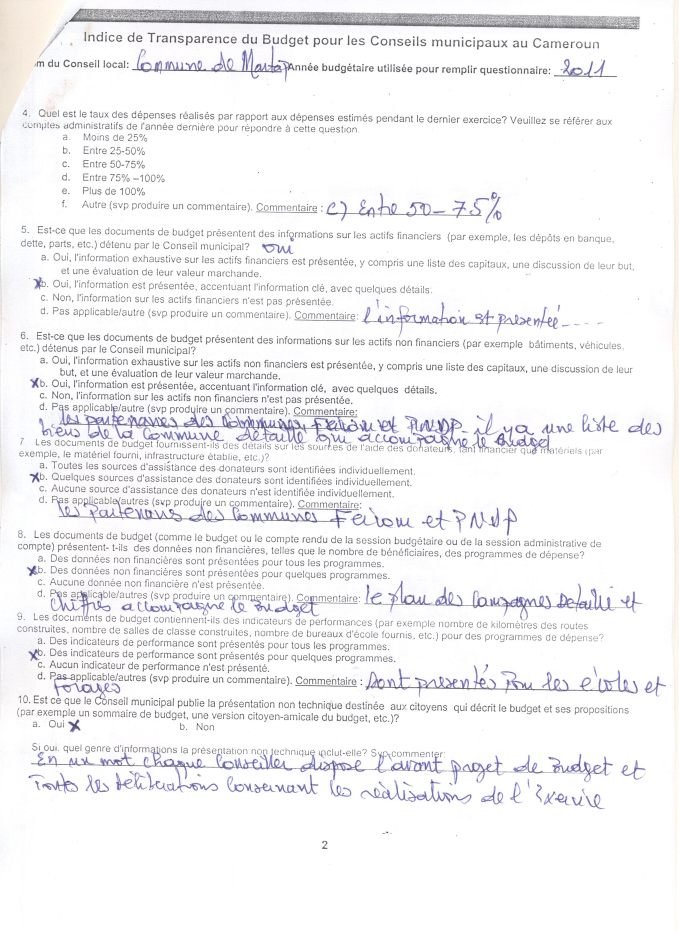 Indice de Transparence du Budget pour les Conseils municipaux au Cameroun
m du Conseil local: Commune de Martap Année budgétaire utilisée pour remplir questionnaire: 2011
4. Quel est le taux des dépenses réalisés par rapport aux dépenses estimés pendant le dernier exercice? Veuillez se référer aux
comptes administratifs de l'année dernière pour répondre à cette question.
a. Moins de 25%
b. Entre 25-50%
c. Entre 50-75%
d. Entre 75% –100%
e. Plus de 100%
f. Autre (svp produire un commentaire). Commentaire : c) Entre 50 – 75%
5. Est-ce que les documents de budget présentent des informations sur les actifs financiers (par exemple, les dépôts en banque,
dette, parts, etc.) détenu par le Conseil municipal? oui
a. Oui, l'information exhaustive sur les actifs financiers est présentée, y compris une liste des capitaux, une discussion de leur but,
et une évaluation de leur valeur marchande.
x b. Oui, l'information est présentée, accentuant l'information clé, avec quelques détails.
c. Non, l'information sur les actifs financiers n'est pas présentée.
d. Pas applicable/autre (svp produire un commentaire). Commentaire: l'information est presenteé ----
6. Est-ce que les documents de budget présentent des informations sur les actifs non financiers (par exemple bâtiments, véhicules,
etc.) détenus par le Conseil municipal?
a. Oui, l'information exhaustive sur les actifs non financiers est présentée, y compris une liste des capitaux, une discussion de leur
but, et une évaluation de leur valeur marchande.
x b. Oui, l'information est présentée, accentuant l'information clé, avec quelques détails.
c. Non, l'information sur les actifs non financiers n'est pas présentée.
d. Pas applicable/autre (svp produire un commentaire). Commentaire:
les partenaires des Communes, Feicom et PNDP. il y a une liste des
biens de la Commune détaillé qui accompagne le Budget
7 Les documents de budget fournissent-ils des détails sur les sources de l'aide des donateurs, tant financier que matériels (par
exemple, le matériel fourni, infrastructure établie, etc.)?
a. Toutes les sources d'assistance des donateurs sont identifiées individuellement.
x b. Quelques sources d'assistance des donateurs sont identifiées individuellement.
c. Aucune source d'assistance des donateurs n'est identifiée individuellement.
d. Pas applicable/autres (svp produire un commentaire). Commentaire:
les Partenans des Communes Feicom et PNDP
8. Les documents de budget (comme le budget ou le compte rendu de la session budgétaire ou de la session administrative de
compte) présentent- t-ils des données non financières, telles que le nombre de bénéficiaires, des programmes de dépense?
a. Des données non financières sont présentées pour tous les programmes.
x b. Des données non financières sont présentées pour quelques programmes.
c. Aucune donnée non financière n'est présentée.
d. Pas applicable/autres (svp produire un commentaire). Commentaire: le plan des Campagnes Détaillé et
chiffrés accompagne le Budget
9. Les documents de budget contiennent-ils des indicateurs de performances (par exemple nombre de kilomètres des routes
construites, nombre de salles de classe construites, nombre de bureaux d'école fournis, etc.) pour des programmes de dépense?
a. Des indicateurs de performance sont présentés pour tous les programmes.
x b. Des indicateurs de performance sont présentés pour quelques programmes.
c. Aucun indicateur de performance n'est présenté.
d. Pas applicable/autres (svp produire un commentaire). Commentaire : Sont presentés Pour les écoles et
forages
10. Est ce que le Conseil municipal publie la présentation non technique destinée aux citoyens qui décrit le budget et ses propositions
(par exemple un sommaire de budget, une version citoyen-amicale du budget, etc.)?
a. Oui x b. Non
Si oui, quel genre d'informations la présentation non technique inclut-elle? Svp commenter:
En un mot chaque Conseiller dispose l'avant projet de Budget et
toutes les délibérations Consernant les réalisations de l'Exercice
2